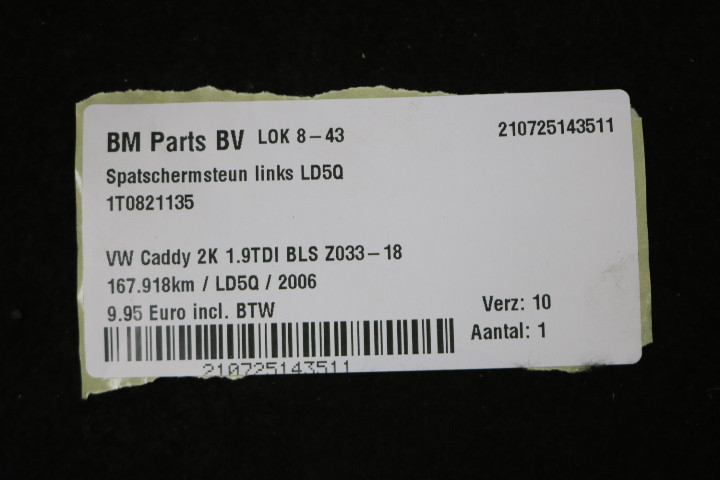 BM Parts BV LOK 8-43 210725143511
Spatschermsteun links LD5Q
1T0821135
VW Caddy 2K 1.9TDI BLS Z033-18
167.918km / LD5Q / 2006
9.95 Euro incl. BTW
Verz: 10
Aantal: 1
210725143511